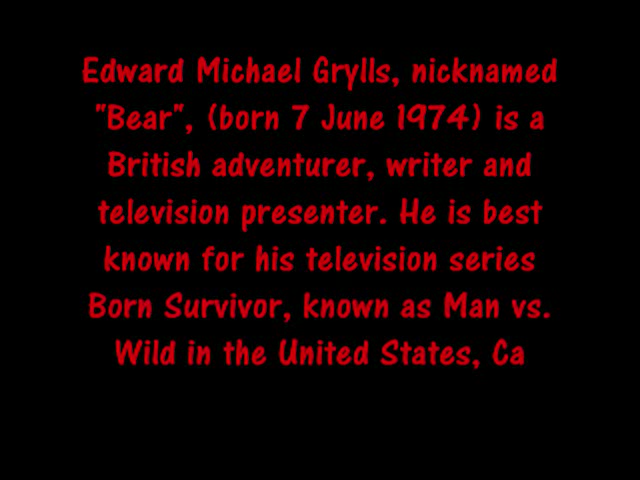 Edward Michael Grylls, nicknamed
"Bear", (born 7 June 1974) is a
British adventurer, writer and
television presenter. He is best
known for his television series
Born Survivor, known as Man vs.
Wild in the United States, Ca